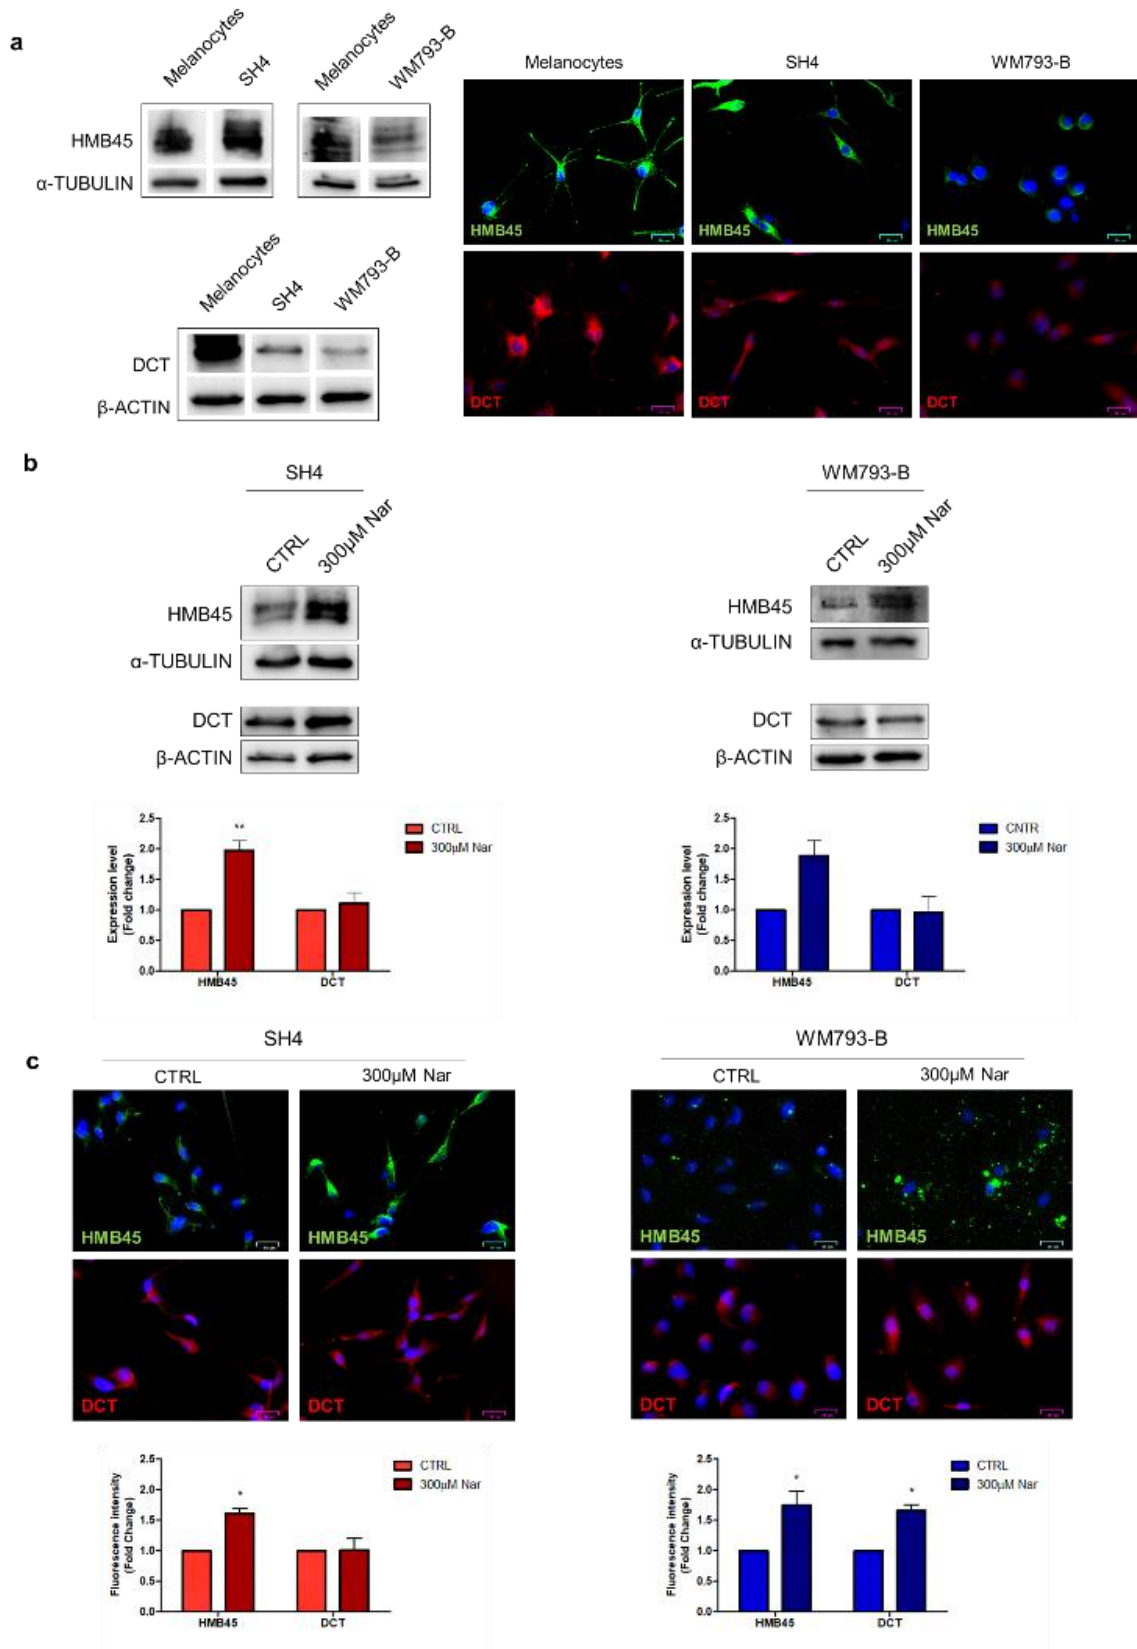 a
Melanocytes
SH4
Melanocytes
WM793-B
HMB45
α-TUBULIN
Melanocytes
SH4
WM793-B
DCT
β-ACTIN
Melanocytes
SH4
WM793-B
HMB45
HMB45
HMB45
DCT
DCT
DCT
b
SH4
CTRL
300μM Nar
HMB45
α-TUBULIN
DCT
β-ACTIN
WM793-B
CTRL
300μM Nar
HMB45
α-TUBULIN
DCT
β-ACTIN
Expression level
(Fold change)
2.5
2.0
1.5
1.0
0.5
0.0
**
HMB45
DCT
CTRL
300μM Nar
Expression level
(Fold change)
2.5
2.0
1.5
1.0
0.5
0.0
HMB45
DCT
CNTR
300μM Nar
c
SH4
CTRL
300μM Nar
HMB45
HMB45
DCT
DCT
WM793-B
CTRL
300μM Nar
HMB45
HMB45
DCT
DCT
Fluorescence intensity
(Fold Change)
2.5
2.0
1.5
1.0
0.5
0.0
*
HMB45
DCT
CTRL
300μM Nar
Fluorescence intensity
(Fold Change)
2.5
2.0
1.5
1.0
0.5
0.0
*
*
HMB45
DCT
CTRL
300μM Nar